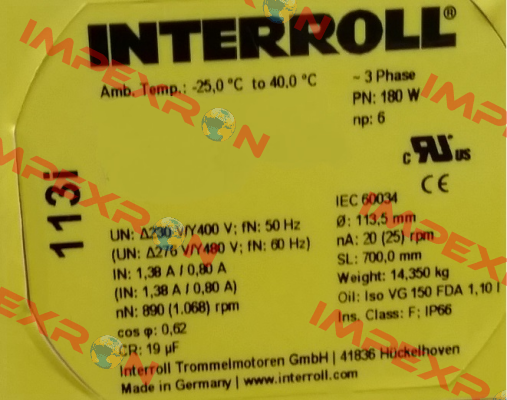 INTERROLL®
Amb. Temp.: -25,0 °C to 40,0 °C
~ 3 Phase
PN: 180 W
np: 6
c RU US
CE
113i
IEC 60034
UN: Δ230 V/Y400 V; fN: 50 Hz
Ø: 113,5 mm
(UN: Δ276 V/Y480 V; fN: 60 Hz)
nA: 20 (25) rpm
IN: 1,38 A / 0,80 A
SL: 700,0 mm
(IN: 1,38 A / 0,80 A)
Weight: 14,350 kg
nN: 890 (1.068) rpm
Oil: Iso VG 150 FDA 1,10 l
cos φ: 0,62
Ins. Class: F; IP66
CR: 19 µF
Interroll Trommelmotoren GmbH | 41836 Hückelhoven
Made in Germany | www.interroll.com
IMPEXRON
IMPEXRON
IMPEXRON
IMPEXRON
IMPEXRON